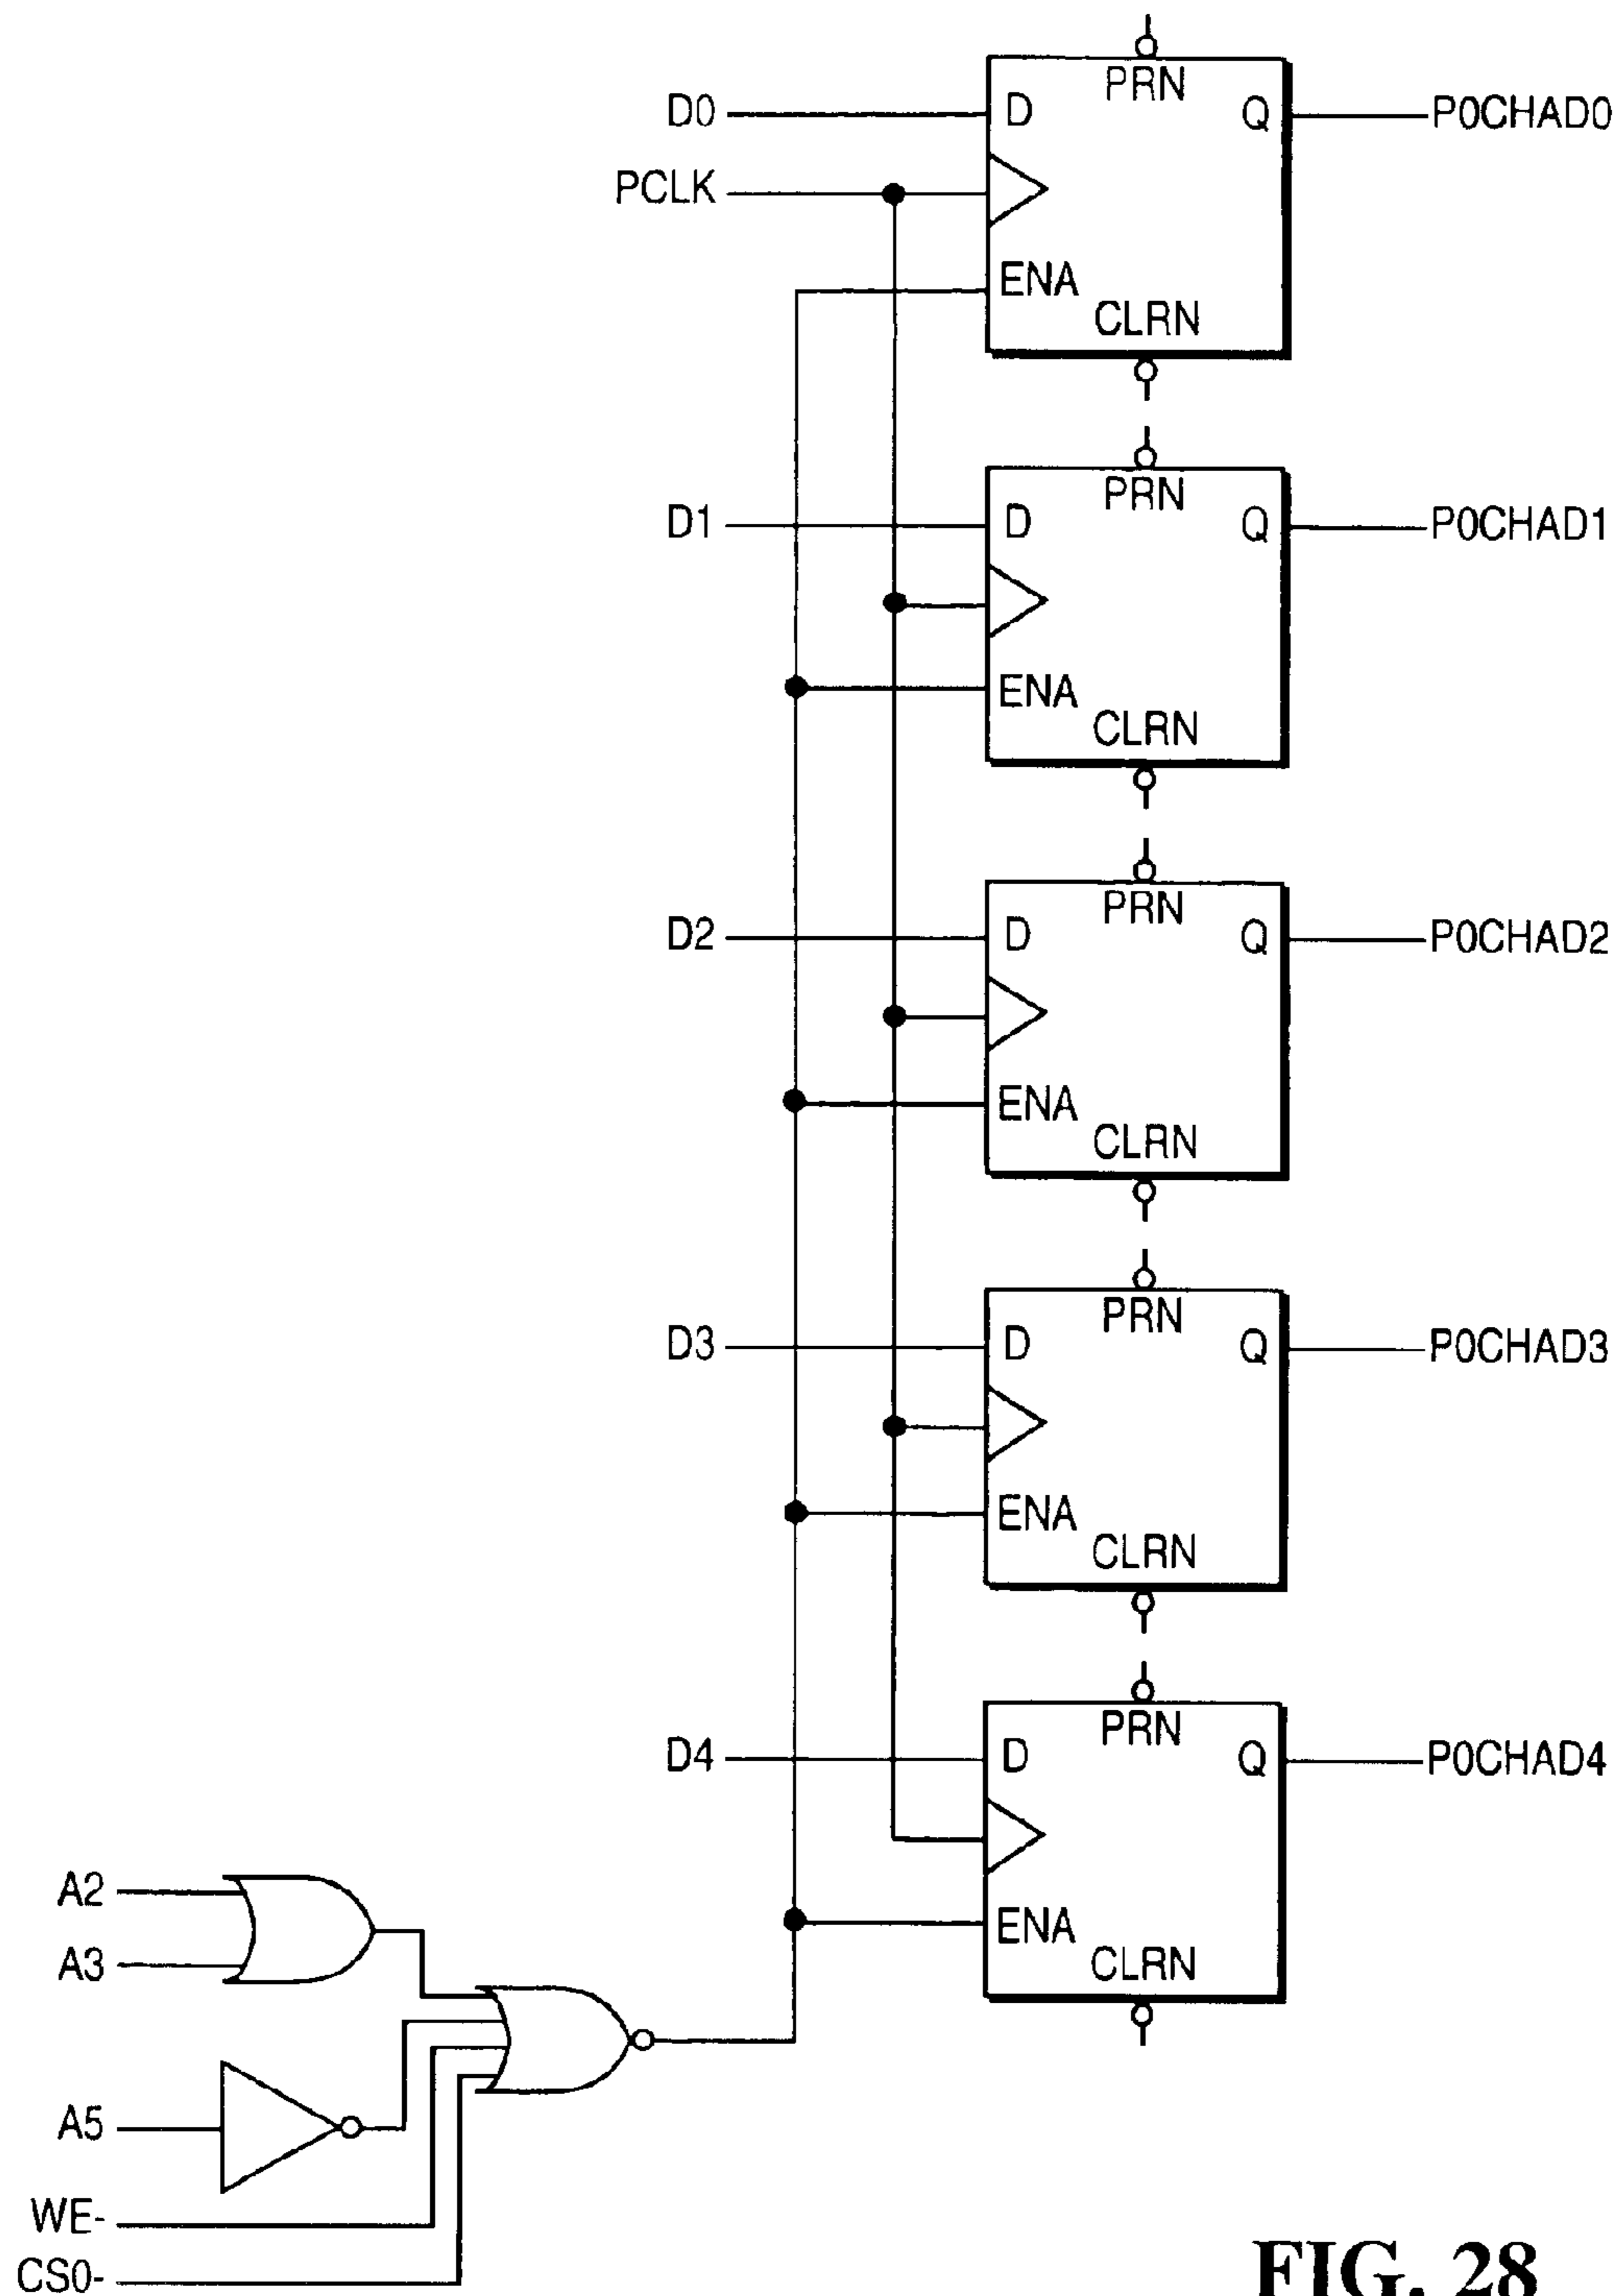 PRN
D0 D Q P0CHAD0
PCLK
ENA
CLRN
PRN
D1 D Q P0CHAD1
ENA
CLRN
PRN
D2 D Q P0CHAD2
ENA
CLRN
PRN
D3 D Q P0CHAD3
ENA
CLRN
PRN
D4 D Q P0CHAD4
A2
ENA
A3
CLRN
A5
WE-
CS0-
FIG. 28